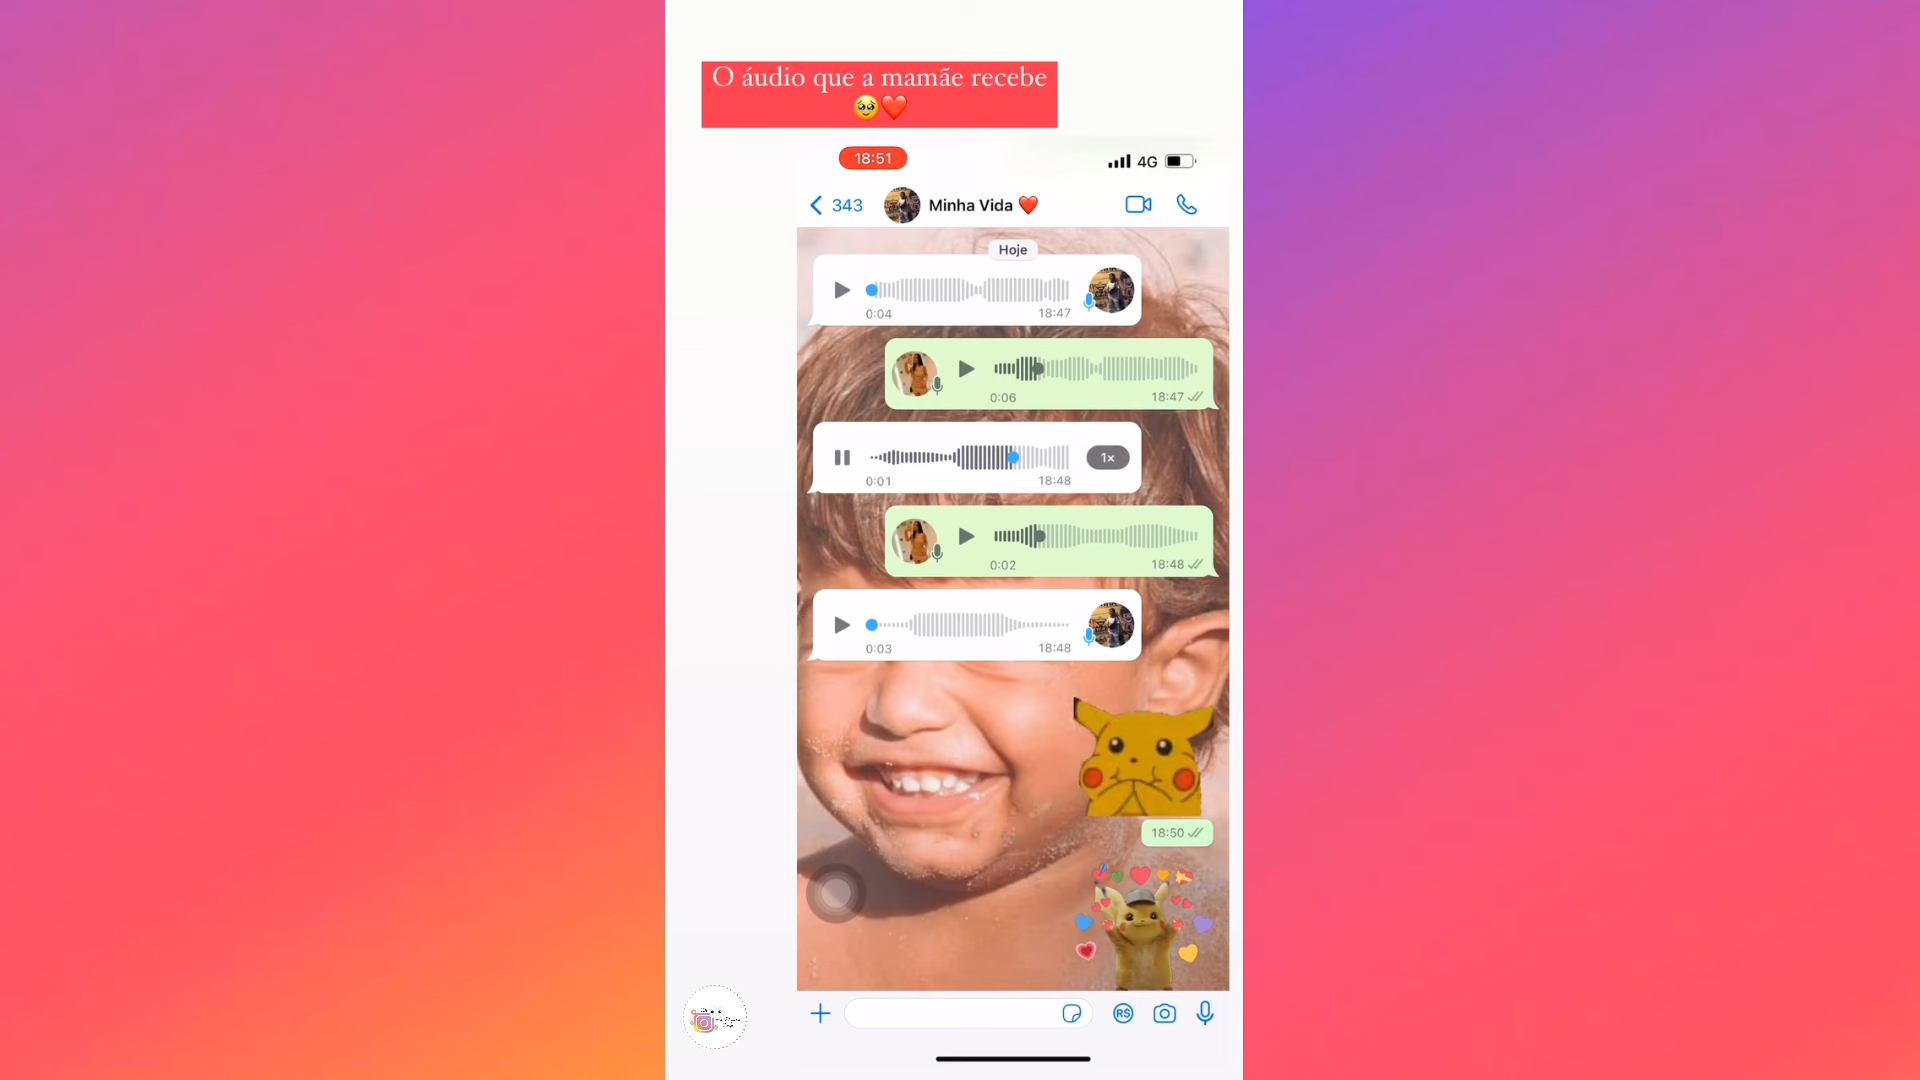 O áudio que a mamãe recebe
🥹❤️
18:51
4G
343
Minha Vida ❤️
Hoje
0:04
18:47
0:06
18:47
1x
0:01
18:48
0:02
18:48
0:03
18:48
18:50
R$